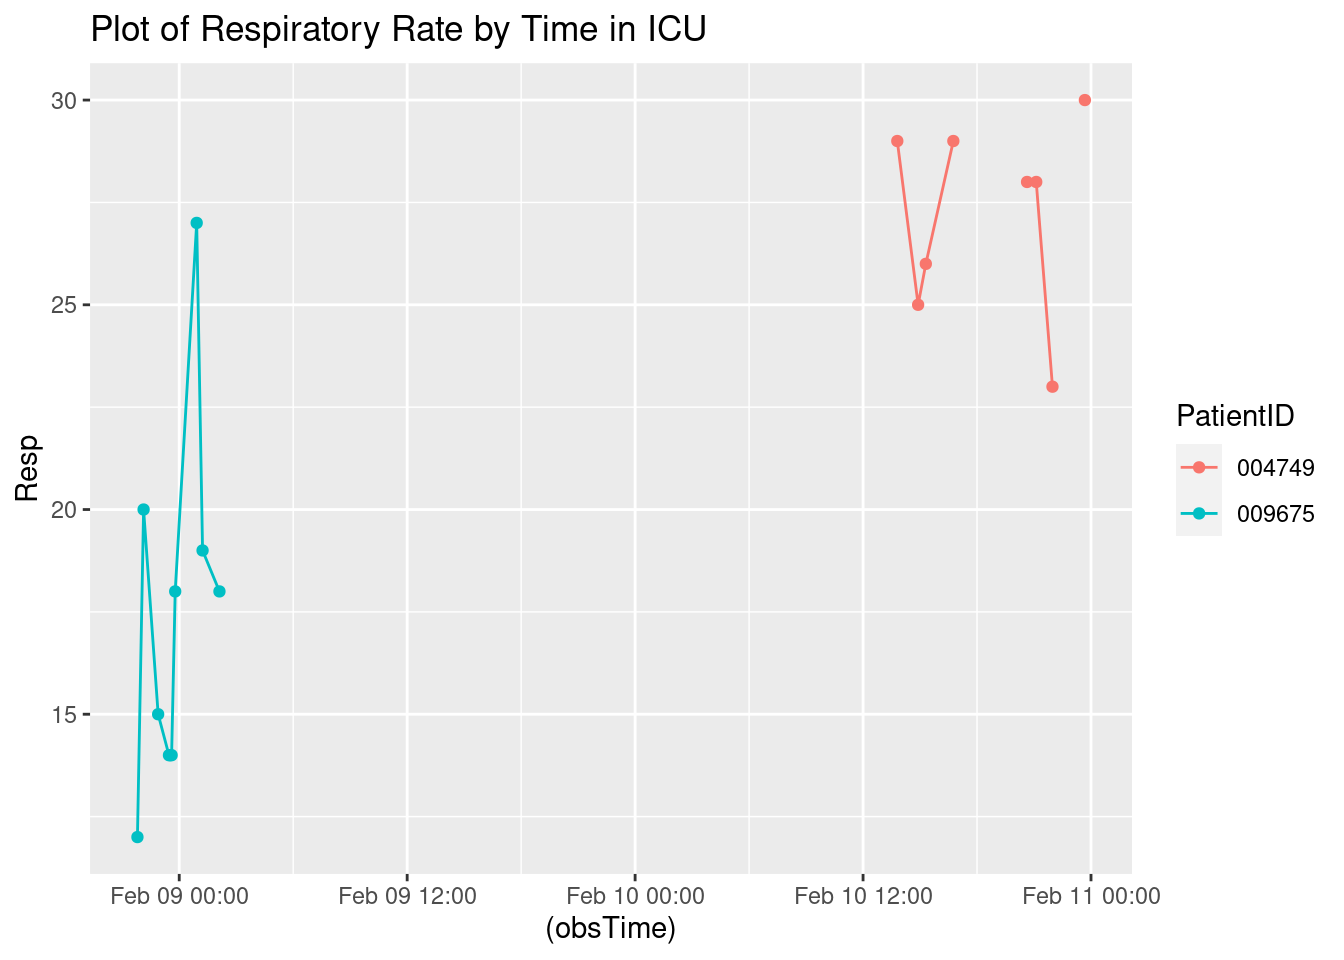 Plot of Respiratory Rate by Time in ICU
30
25
20
15
Resp
Feb 09 00:00
Feb 09 12:00
Feb 10 00:00
Feb 10 12:00
Feb 11 00:00
(obsTime)
PatientID
004749
009675